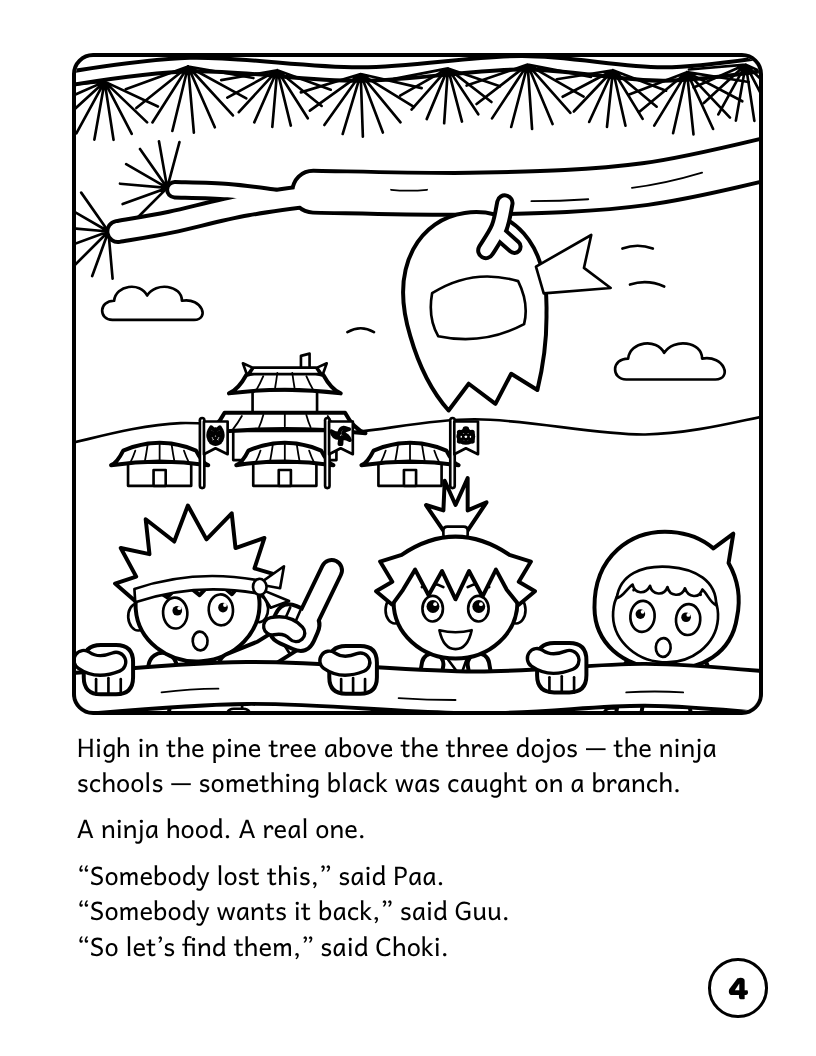 High in the pine tree above the three dojos — the ninja
schools — something black was caught on a branch.
A ninja hood. A real one.
“Somebody lost this,” said Paa.
“Somebody wants it back,” said Guu.
“So let’s find them,” said Choki.
4